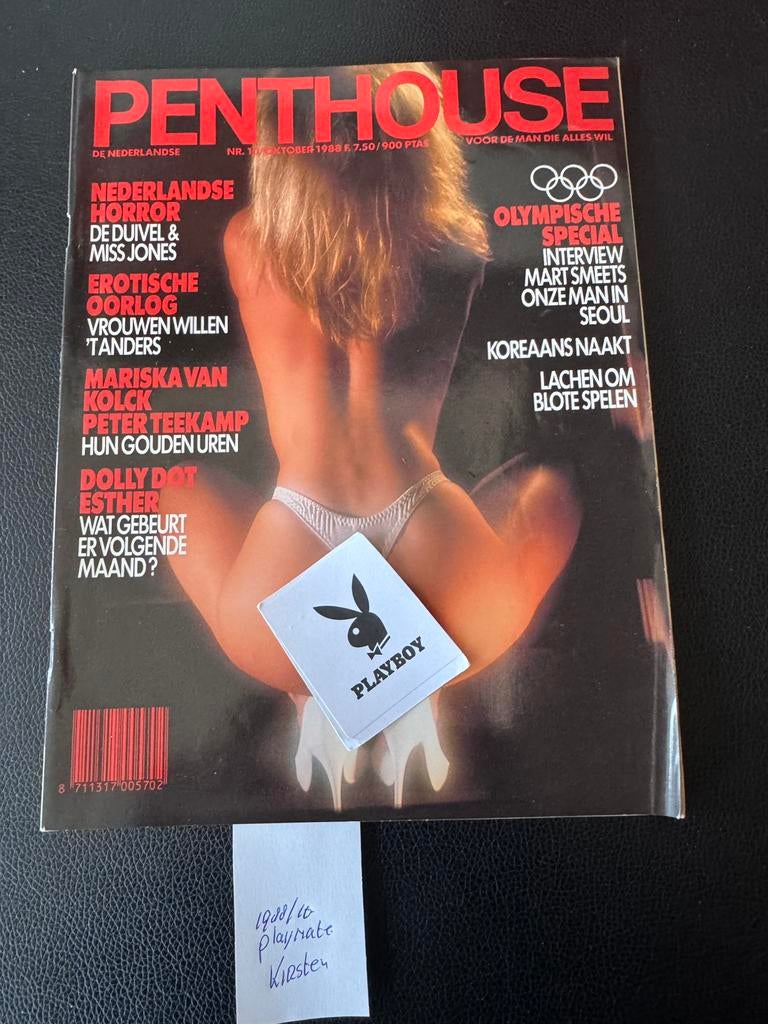 PENTHOUSE
DE NEDERLANDSE
OKTOBER 1988 F. 7.50 / 900 PTAS
VOOR DE MAN DIE ALLES WIL
NEDERLANDSE
HORROR
DE DUIVEL &
MISS JONES
EROTISCHE
OORLOG
VROUWEN WILLEN
'T ANDERS
MARISKA VAN
KOLCK
PETER TEEKAMP
HUN GOUDEN UREN
DOLLY DOT
ESTHER
WAT GEBEURT
ER VOLGENDE
MAAND?
OLYMPISCHE
SPECIAL
INTERVIEW
MART SMEETS
ONZE MAN IN
SEOUL
KOREAANS NAAKT
LACHEN OM
BLOTE SPELEN
PLAYBOY
8 711317 005702
1988/10
Playmate
Kirsten